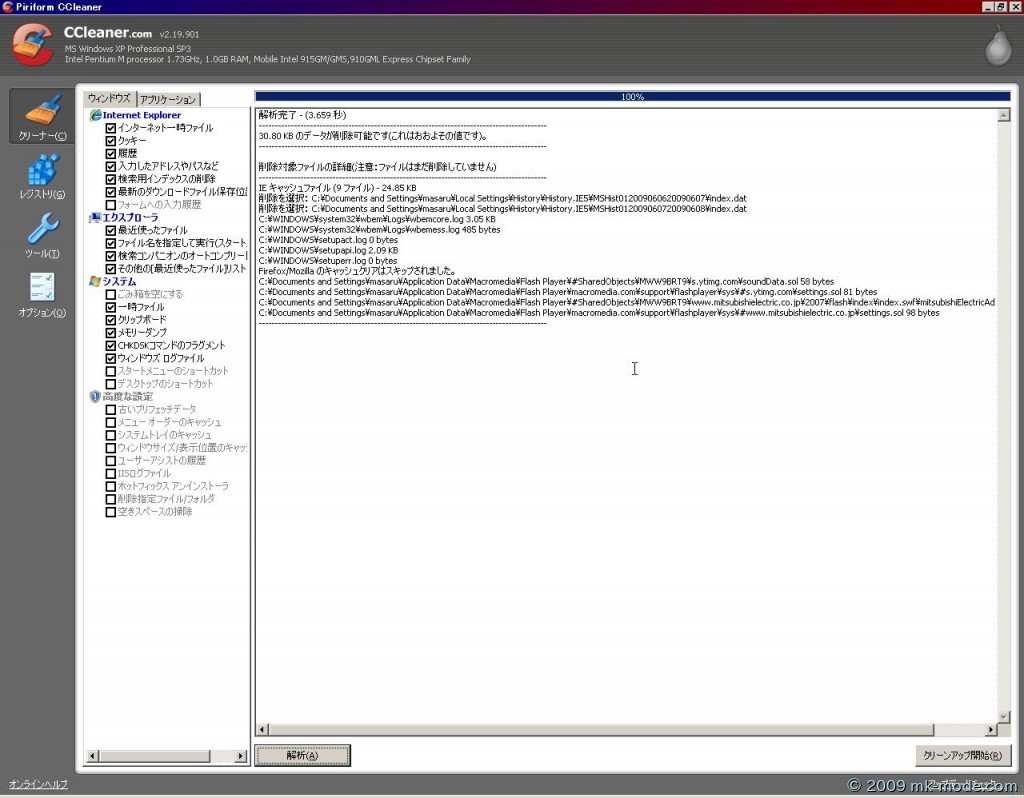 Piriform CCleaner
CCleaner.com v2.19.901
MS Windows XP Professional SP3
Intel Pentium M processor 1.73GHz, 1.0GB RAM, Mobile Intel 915GM/GMS,910GML Express Chipset Family
クリーナー(C)
レジストリ(G)
ツール(T)
オプション(O)
ウィンドウズ
アプリケーション
Internet Explorer
インターネット一時ファイル
クッキー
履歴
入力したアドレスやパスなど
検索用インデックスの削除
最新のダウンロードファイル(保存位
フォームへの入力履歴
エクスプローラ
最近使ったファイル
ファイル名を指定して実行(スタート
検索コンパニオンのオートコンプリー
その他の[最近使ったファイル]リスト
システム
ごみ箱を空にする
一時ファイル
クリップボード
メモリーダンプ
CHKDSKコマンドのフラグメント
ウィンドウズ ログファイル
スタートメニューのショートカット
デスクトップのショートカット
高度な設定
古いプリフェッチデータ
メニュー オーダーのキャッシュ
システムトレイのキャッシュ
ウィンドウサイズ/表示位置のキャッ
ユーザーアシストの履歴
IISログファイル
ホットフィックス アンインストーラ
削除指定ファイル/フォルダ
空きスペースの掃除
100%
解析完了 - (3.659 秒)
30.80 KB のデータが削除可能です(これはおおよその値です)。
削除対象ファイルの詳細(注意：ファイルはまだ削除していません)
IE キャッシュファイル (9 ファイル) - 24.85 KB
削除を選択: C:¥Documents and Settings¥masaru¥Local Settings¥History¥History.IE5¥MSHist012009060620090607¥index.dat
削除を選択: C:¥Documents and Settings¥masaru¥Local Settings¥History¥History.IE5¥MSHist012009060720090608¥index.dat
C:¥WINDOWS¥system32¥wbem¥Logs¥wbemcore.log 3.05 KB
C:¥WINDOWS¥system32¥wbem¥Logs¥wbemess.log 485 bytes
C:¥WINDOWS¥setupact.log 0 bytes
C:¥WINDOWS¥setupapi.log 2.09 KB
C:¥WINDOWS¥setuperr.log 0 bytes
Firefox/Mozilla のキャッシュクリアはスキップされました。
C:¥Documents and Settings¥masaru¥Application Data¥Macromedia¥Flash Player¥#SharedObjects¥MWW9BRT9¥s.ytimg.com¥soundData.sol 58 bytes
C:¥Documents and Settings¥masaru¥Application Data¥Macromedia¥Flash Player¥macromedia.com¥support¥flashplayer¥sys¥#s.ytimg.com¥settings.sol 81 bytes
C:¥Documents and Settings¥masaru¥Application Data¥Macromedia¥Flash Player¥#SharedObjects¥MWW9BRT9¥www.mitsubishielectric.co.jp¥2007¥flash¥index¥index.swf¥mitsubishiElectricAd
C:¥Documents and Settings¥masaru¥Application Data¥Macromedia¥Flash Player¥macromedia.com¥support¥flashplayer¥sys¥#www.mitsubishielectric.co.jp¥settings.sol 98 bytes
解析(A)
クリーンアップ開始(R)
オンラインヘルプ
© 2009 mk-mode.com